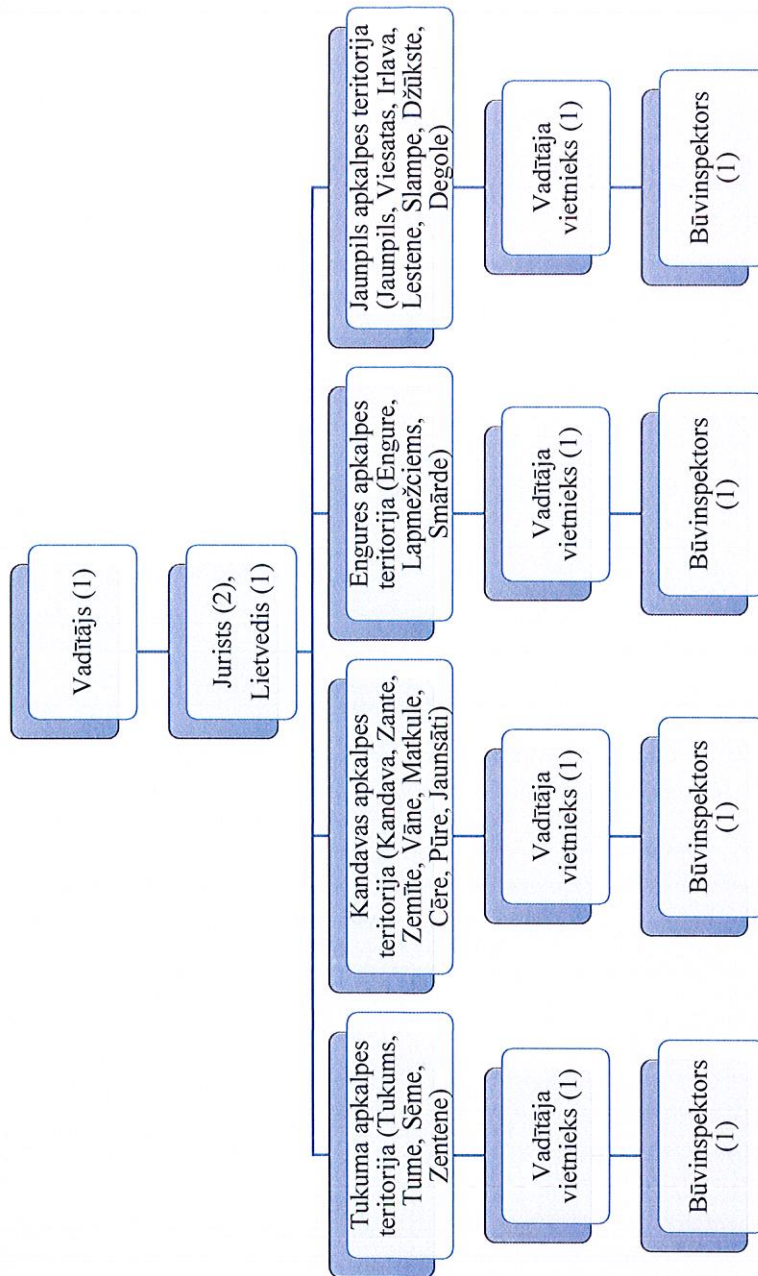 Vadītājs (1)
Jurists (2),
Lietvedis (1)
Tukuma apkalpes
teritorija (Tukums,
Tume, Sēme,
Zentene)
Vadītāja
vietnieks (1)
Būvinspektors
(1)
Kandavas apkalpes
teritorija (Kandava, Zante,
Zemīte, Vāne, Matkule,
Cēre, Pūre, Jaunsāti)
Vadītāja
vietnieks (1)
Būvinspektors
(1)
Engures apkalpes
teritorija (Engure,
Lapmežciems,
Smārde)
Vadītāja
vietnieks (1)
Būvinspektors
(1)
Jaunpils apkalpes teritorija
(Jaunpils, Viesatas, Irlava,
Lestene, Slampe, Džūkste,
Degole)
Vadītāja
vietnieks (1)
Būvinspektors
(1)